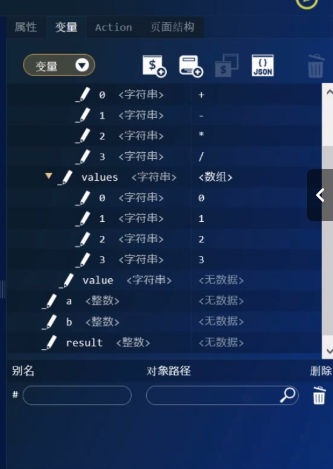 属性 变量 Action 页面结构
变量 $ $ {} JSON
0 <字符串> +
1 <字符串> -
2 <字符串> *
3 <字符串> /
values <字符串> <数组>
0 <字符串> 0
1 <字符串> 1
2 <字符串> 2
3 <字符串> 3
value <字符串> <无数据>
a <整数> <无数据>
b <整数> <无数据>
result <整数> <无数据>
别名 对象路径 删除
#